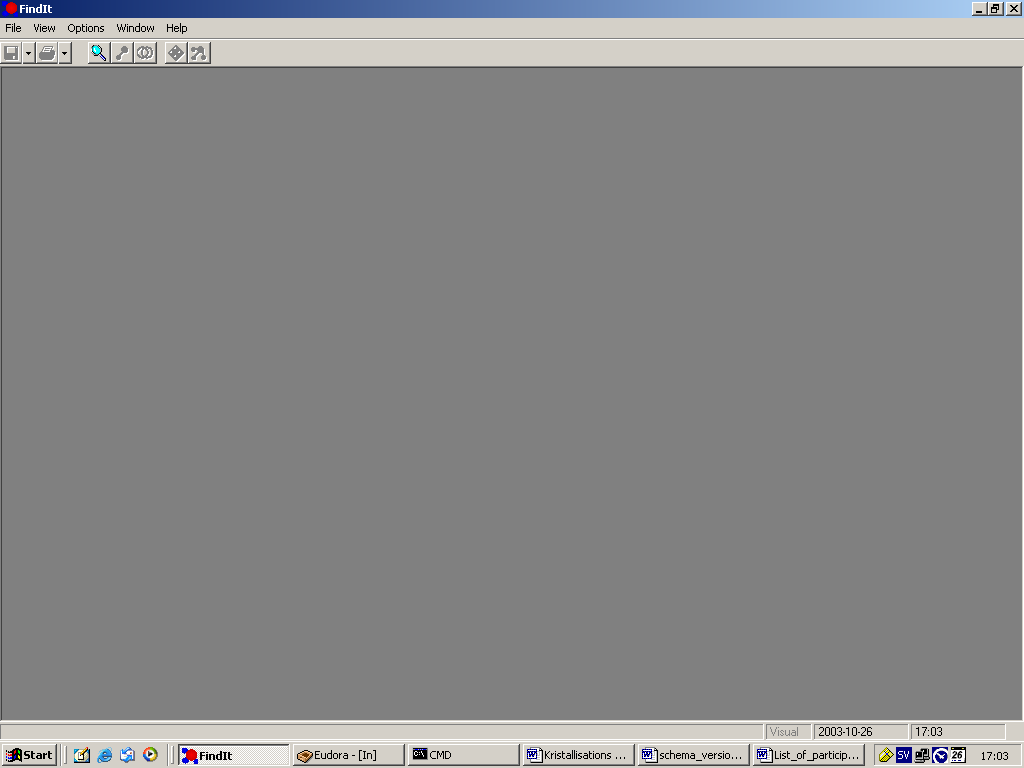 FindIt
File View Options Window Help
Visual 2003-10-26 17:03
Start FindIt Eudora - [In] CMD Kristallisations ... schema_versio... List_of_particip... SV 26 17:03